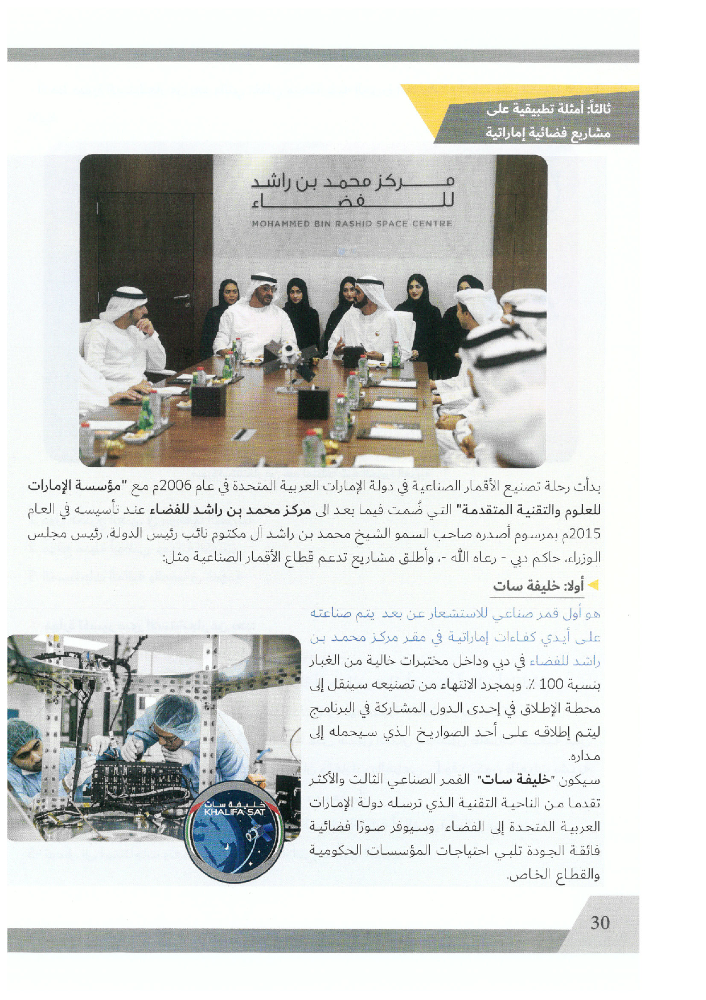 ثالثاً: أمثلة تطبيقية على
مشاريع فضائية إماراتية
مركز محمد بن راشد
للفضاء
MOHAMMED BIN RASHID SPACE CENTRE
بدأت رحلة تصنيع الأقمار الصناعية في دولة الإمارات العربية المتحدة في عام 2006م مع "مؤسسة الإمارات
للعلوم والتقنية المتقدمة" التي ضُمت فيما بعد الى مركز محمد بن راشد للفضاء عند تأسيسه في العام
2015م بمرسوم أصدره صاحب السمو الشيخ محمد بن راشد آل مكتوم نائب رئيس الدولة، رئيس مجلس
الوزراء، حاكم دبي - رعاه الله -، وأطلق مشاريع تدعم قطاع الأقمار الصناعية مثل:
أولا: خليفة سات
هو أول قمر صناعي للاستشعار عن بعد يتم صناعته
على أيدي كفاءات إماراتية في مقر مركز محمد بن
راشد للفضاء في دبي وداخل مختبرات خالية من الغبار
بنسبة 100 ٪. وبمجرد الانتهاء من تصنيعه سينقل إلى
محطة الإطلاق في إحدى الدول المشاركة في البرنامج
ليتم إطلاقه على أحد الصواريخ الذي سيحمله إلى
مداره.
سيكون "خليفة سات" القمر الصناعي الثالث والأكثر
تقدما من الناحية التقنية الذي ترسله دولة الإمارات
العربية المتحدة إلى الفضاء وسيوفر صورًا فضائية
فائقة الجودة تلبي احتياجات المؤسسات الحكومية
والقطاع الخاص.
خليفة سات
KHALIFA SAT
30